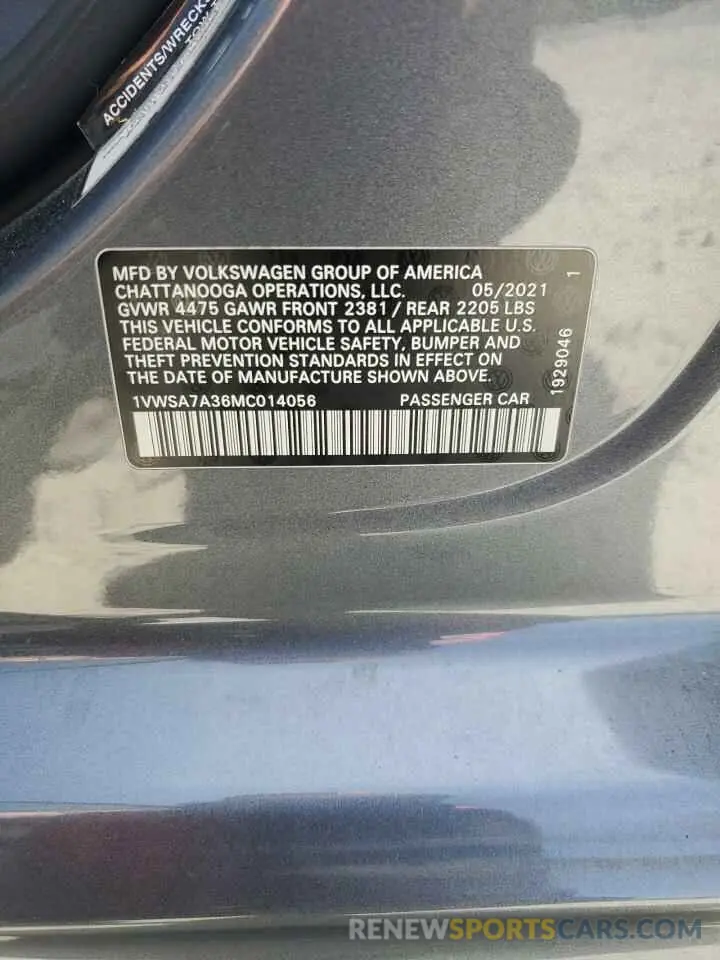 ACCIDENTS/WRECKS
MFD BY VOLKSWAGEN GROUP OF AMERICA
CHATTANOOGA OPERATIONS, LLC. 05/2021
GVWR 4475 GAWR FRONT 2381 / REAR 2205 LBS
THIS VEHICLE CONFORMS TO ALL APPLICABLE U.S.
FEDERAL MOTOR VEHICLE SAFETY, BUMPER AND
THEFT PREVENTION STANDARDS IN EFFECT ON
THE DATE OF MANUFACTURE SHOWN ABOVE.
1VWSA7A36MC014056 PASSENGER CAR
1929046 1
RENEWSPORTSCARS.COM